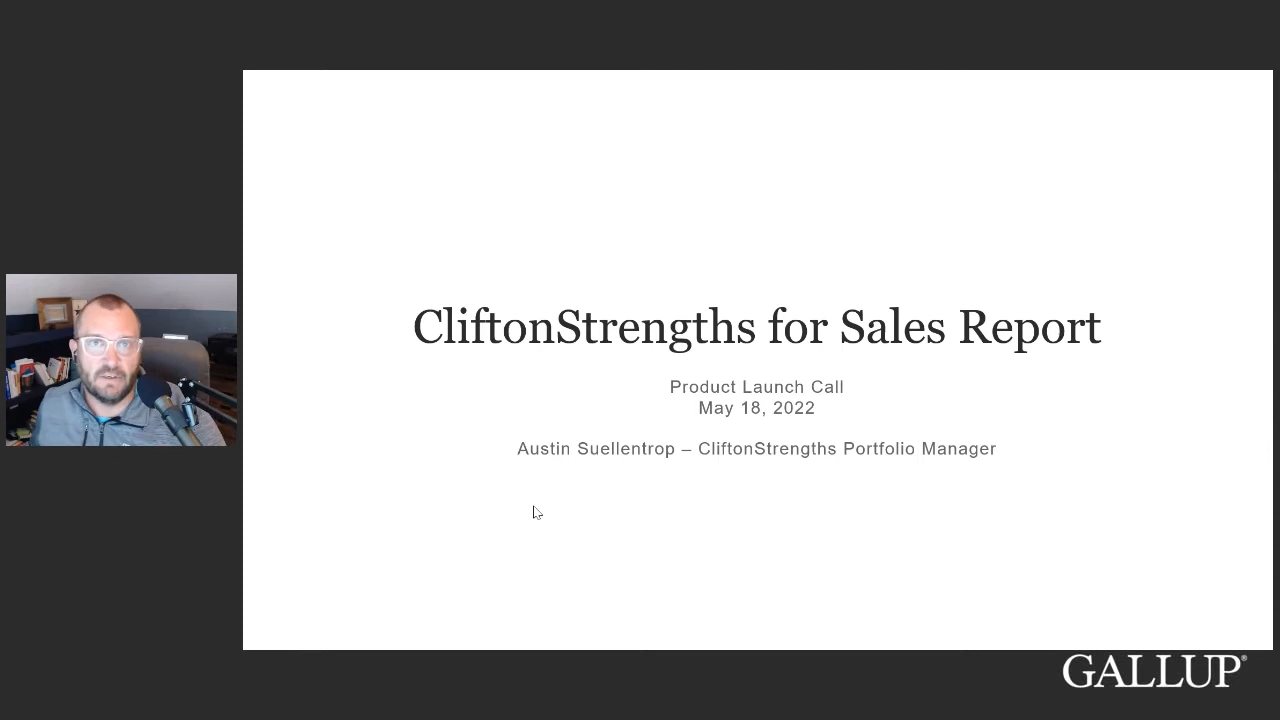 CliftonStrengths for Sales Report
Product Launch Call
May 18, 2022
Austin Suellentrop – CliftonStrengths Portfolio Manager
GALLUP®